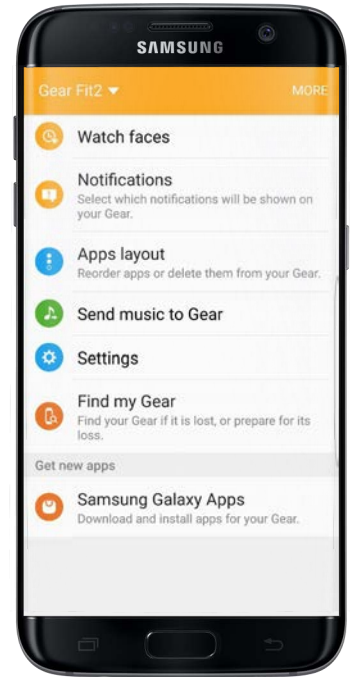 SAMSUNG
Gear Fit2
MORE
Watch faces
Notifications
Select which notifications will be shown on
your Gear.
Apps layout
Reorder apps or delete them from your Gear.
Send music to Gear
Settings
Find my Gear
Find your Gear if it is lost, or prepare for its
loss.
Get new apps
Samsung Galaxy Apps
Download and install apps for your Gear.